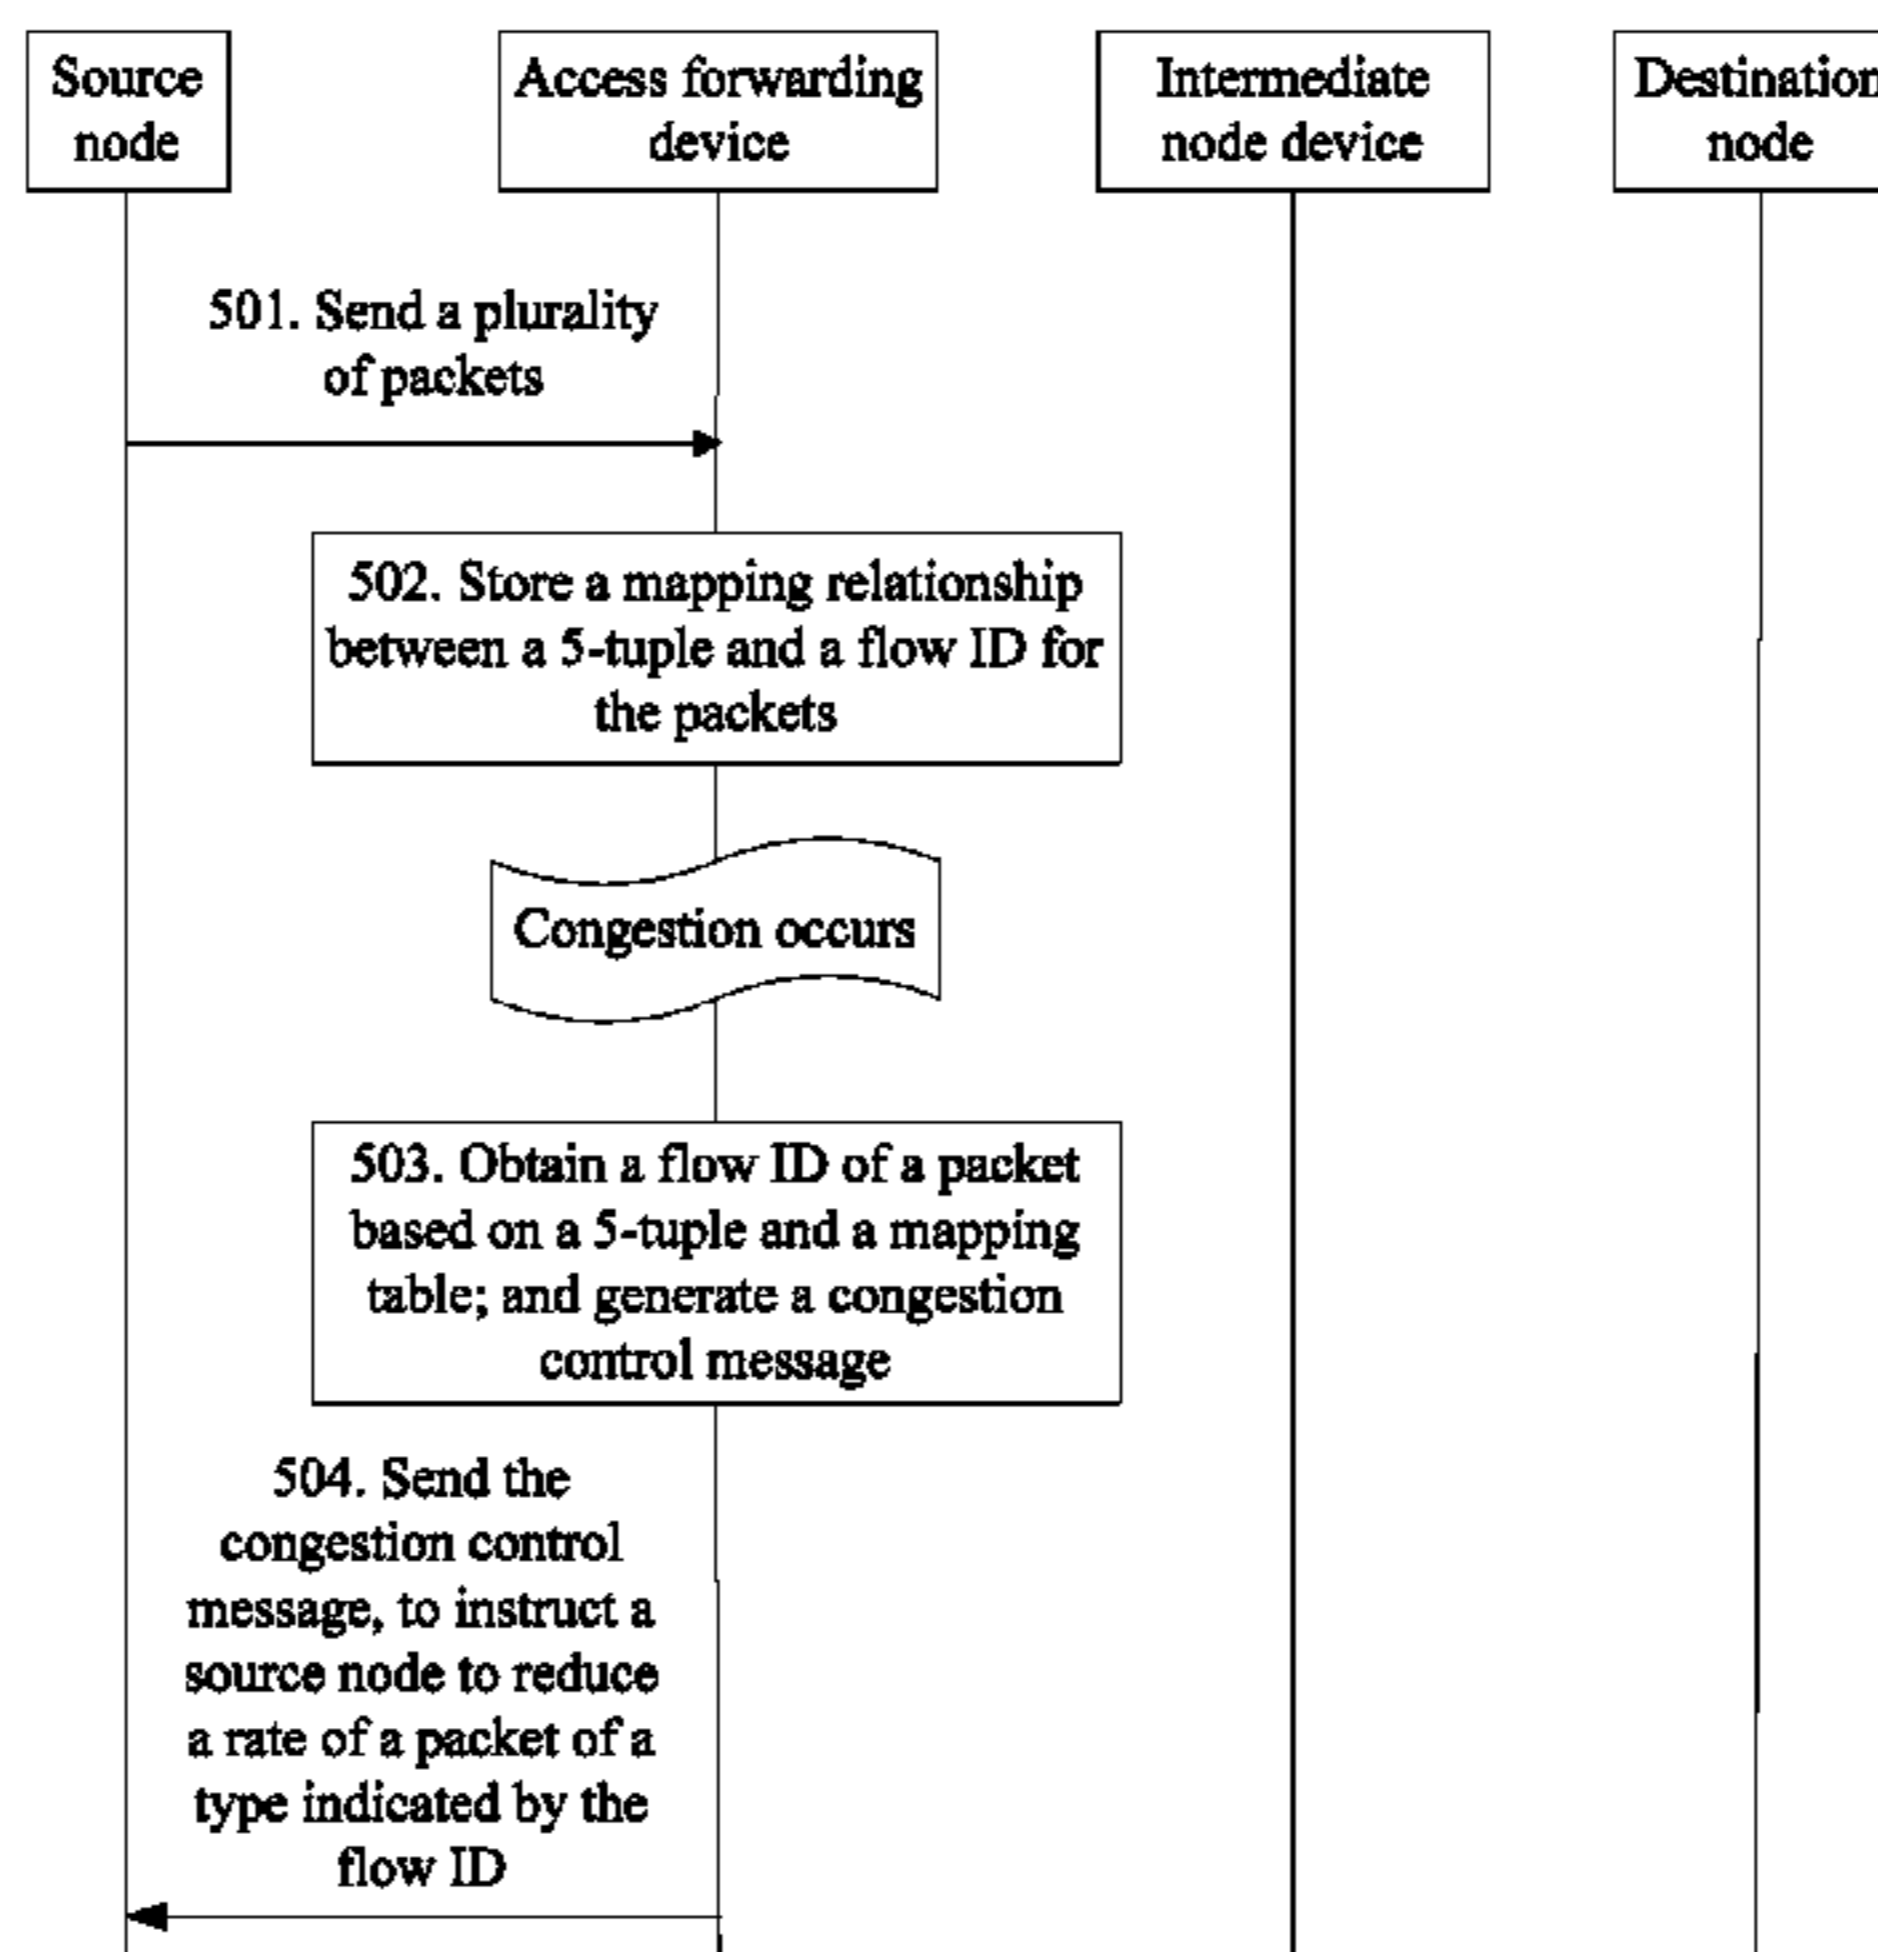 Source
node
Access forwarding
device
Intermediate
node device
Destination
node
501. Send a plurality
of packets
502. Store a mapping relationship
between a 5-tuple and a flow ID for
the packets
Congestion occurs
503. Obtain a flow ID of a packet
based on a 5-tuple and a mapping
table; and generate a congestion
control message
504. Send the
congestion control
message, to instruct a
source node to reduce
a rate of a packet of a
type indicated by the
flow ID